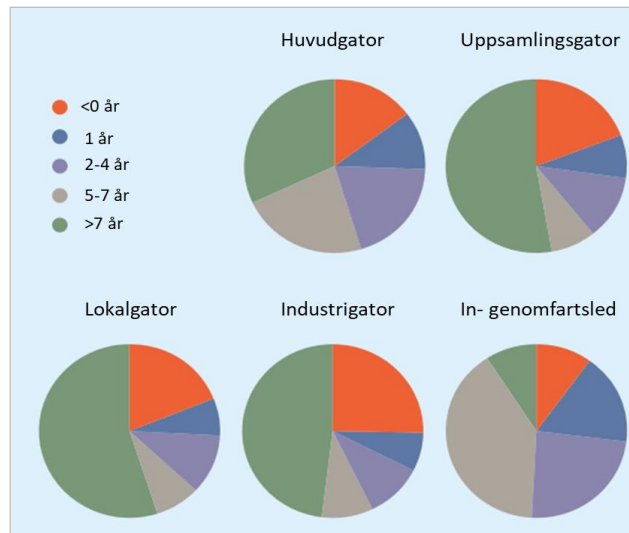 Huvudgator
Uppsamlingsgator
<0 år
1 år
2-4 år
5-7 år
>7 år
Lokalgator
Industrigator
In- genomfartsled